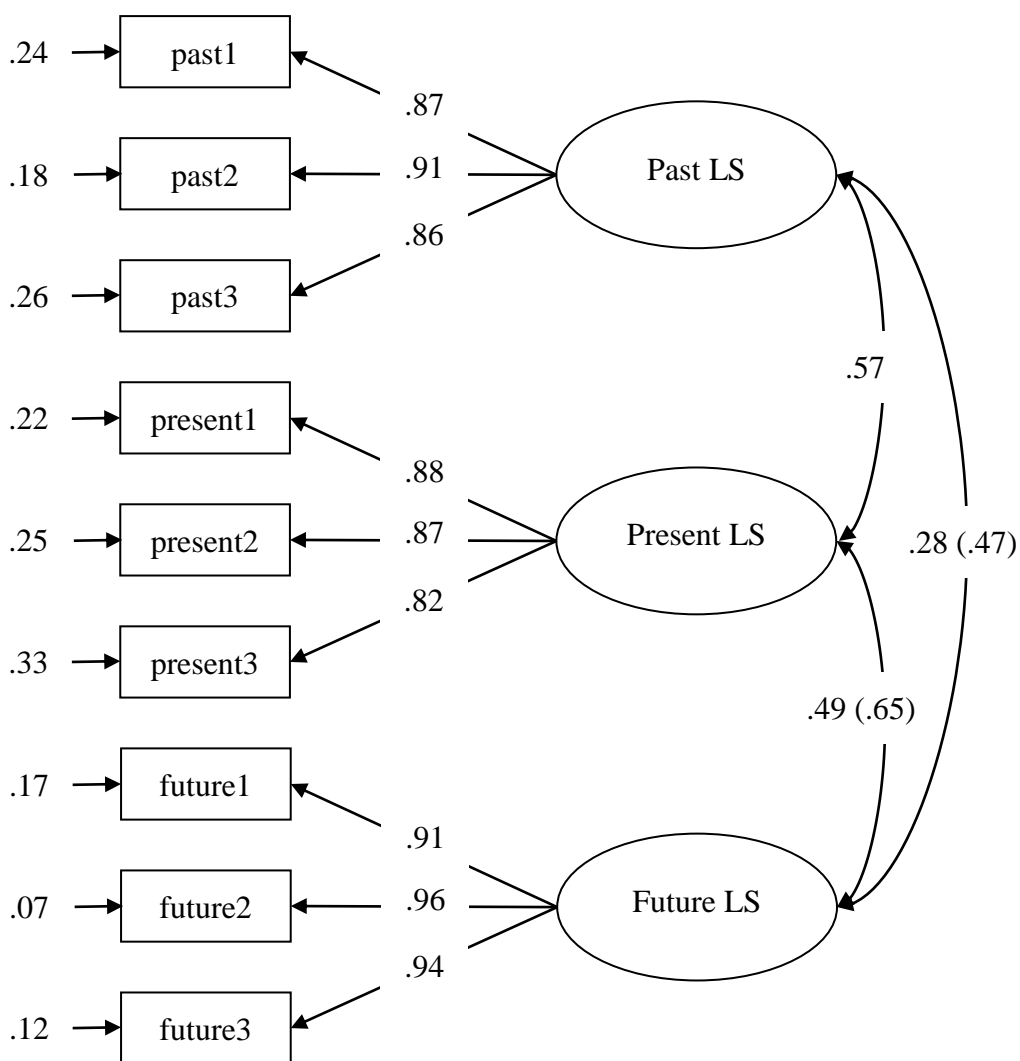 .24
past1
.87
.18
past2
.91
Past LS
.26
past3
.86
.57
.22
present1
.88
.25
present2
.87
Present LS
.28 (.47)
.33
present3
.82
.49 (.65)
.17
future1
.91
.07
future2
.96
Future LS
.12
future3
.94